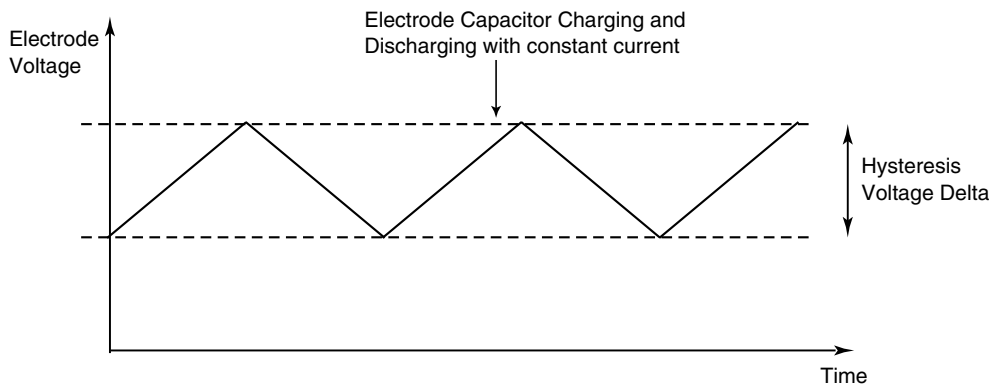 Electrode Capacitor Charging and
Discharging with constant current
Electrode
Voltage
Hysteresis
Voltage Delta
Time